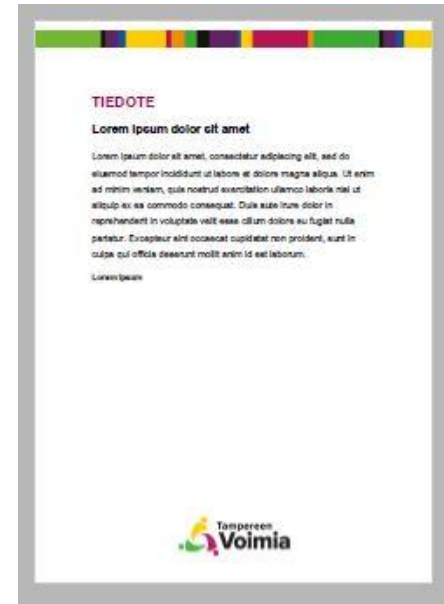 TIEDOTE
Lorem ipsum dolor sit amet
Lorem ipsum dolor sit amet, consectetur adipiscing elit, sed do
eiusmod tempor incididunt ut labore et dolore magna aliqua. Ut enim
ad minim veniam, quis nostrud exercitation ullamco laboris nisi ut
aliquip ex ea commodo consequat. Duis aute irure dolor in
reprehenderit in voluptate velit esse cillum dolore eu fugiat nulla
pariatur. Excepteur sint occaecat cupidatat non proident, sunt in
culpa qui officia deserunt mollit anim id est laborum.
Lorem Ipsum
Tampereen
Voimia